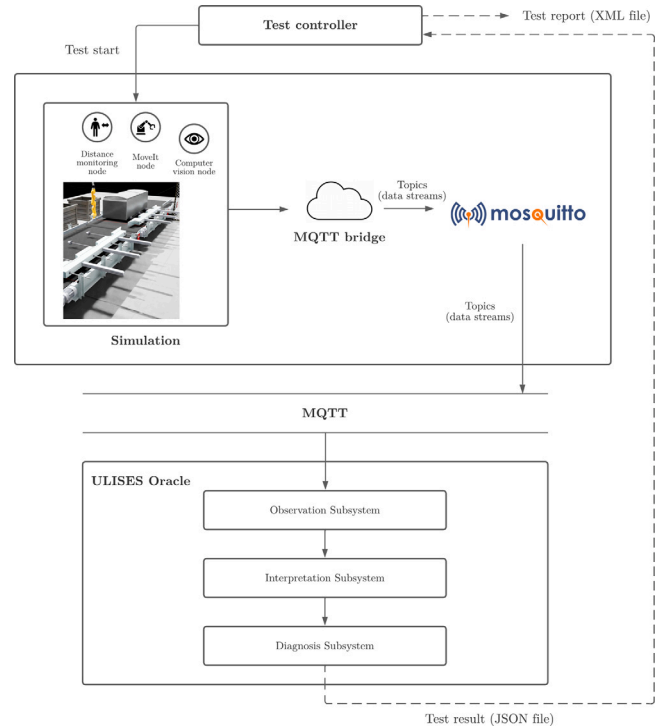 Test controller
Test report (XML file)
Test start
Distance
monitoring
node
MoveIt
node
Computer
vision node
Simulation
MQTT bridge
Topics
(data streams)
mosquitto
Topics
(data streams)
MQTT
ULISES Oracle
Observation Subsystem
Interpretation Subsystem
Diagnosis Subsystem
Test result (JSON file)